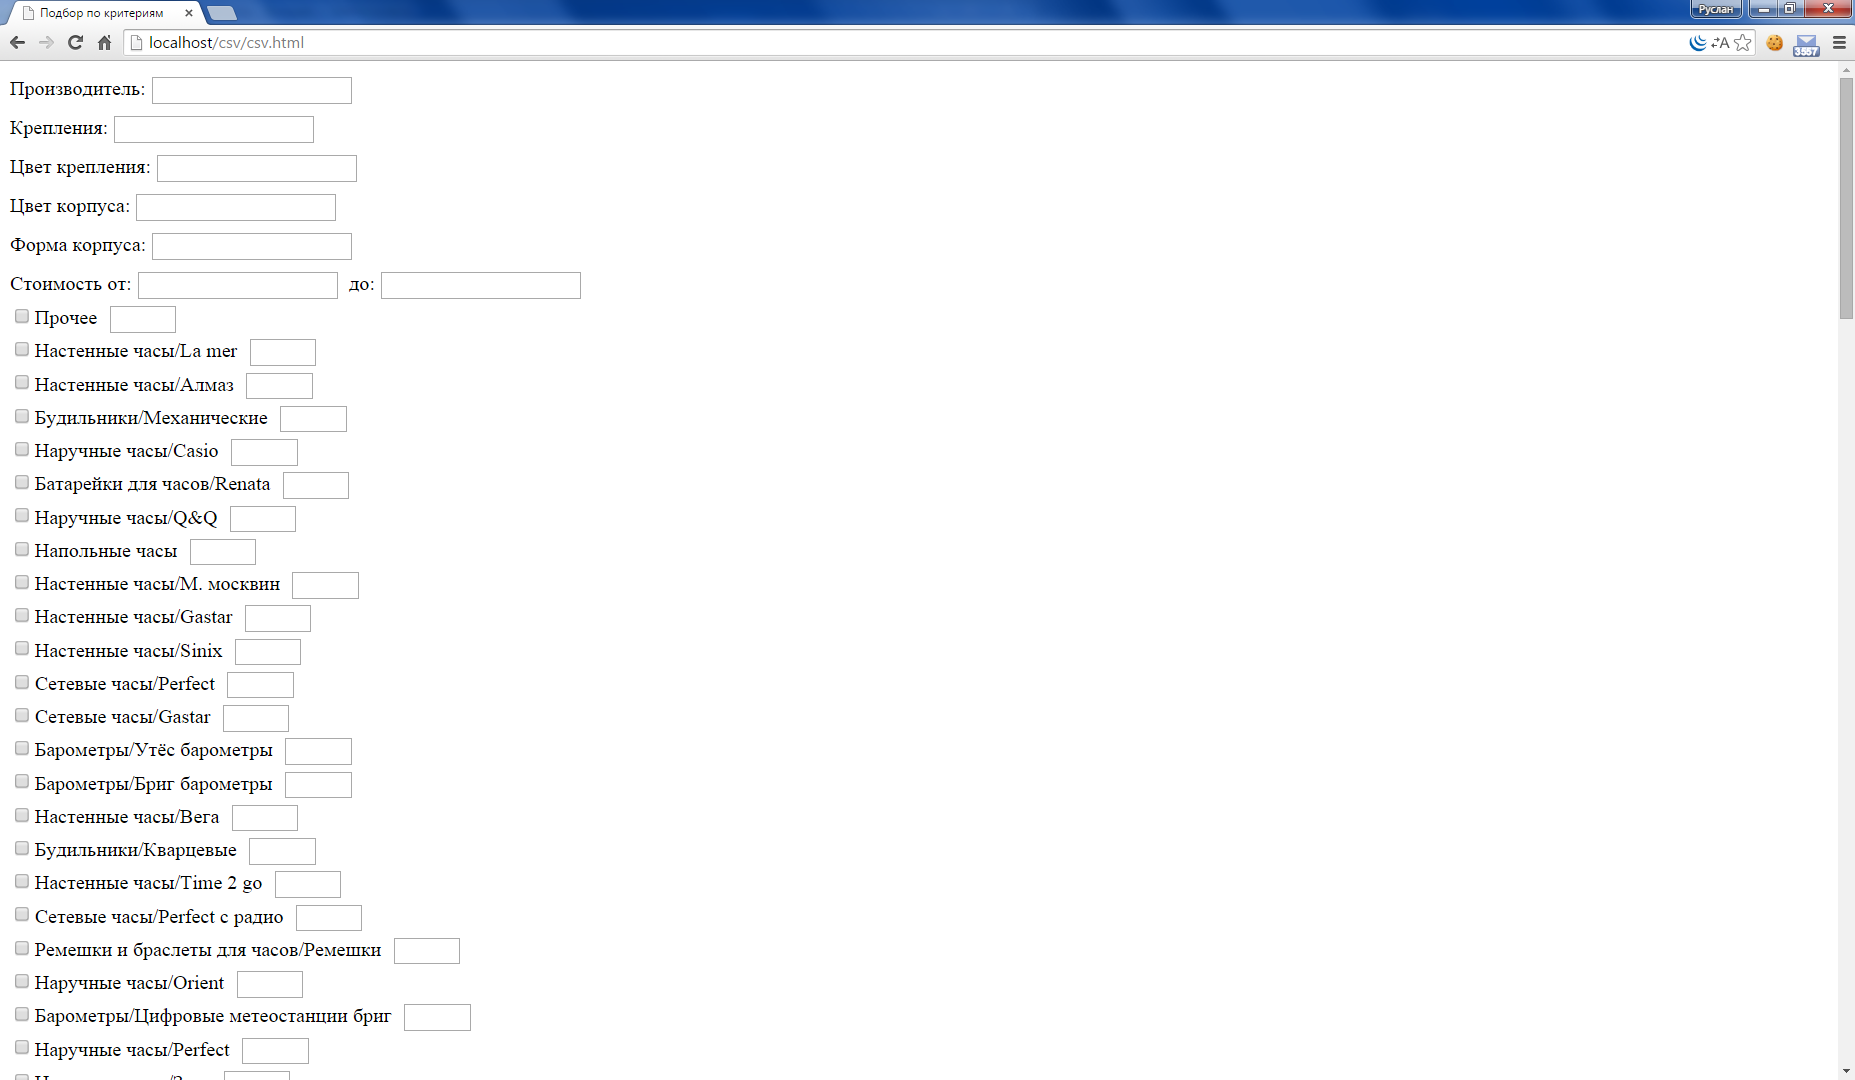 Подбор по критериям
Руслан
localhost/csv/csv.html
3557
Производитель:
Крепления:
Цвет крепления:
Цвет корпуса:
Форма корпуса:
Стоимость от: до:
Прочее
Настенные часы/La mer
Настенные часы/Алмаз
Будильники/Механические
Наручные часы/Casio
Батарейки для часов/Renata
Наручные часы/Q&Q
Напольные часы
Настенные часы/М. москвин
Настенные часы/Gastar
Настенные часы/Sinix
Сетевые часы/Perfect
Сетевые часы/Gastar
Барометры/Утёс барометры
Барометры/Бриг барометры
Настенные часы/Вега
Будильники/Кварцевые
Настенные часы/Time 2 go
Сетевые часы/Perfect с радио
Ремешки и браслеты для часов/Ремешки
Наручные часы/Orient
Барометры/Цифровые метеостанции бриг
Наручные часы/Perfect